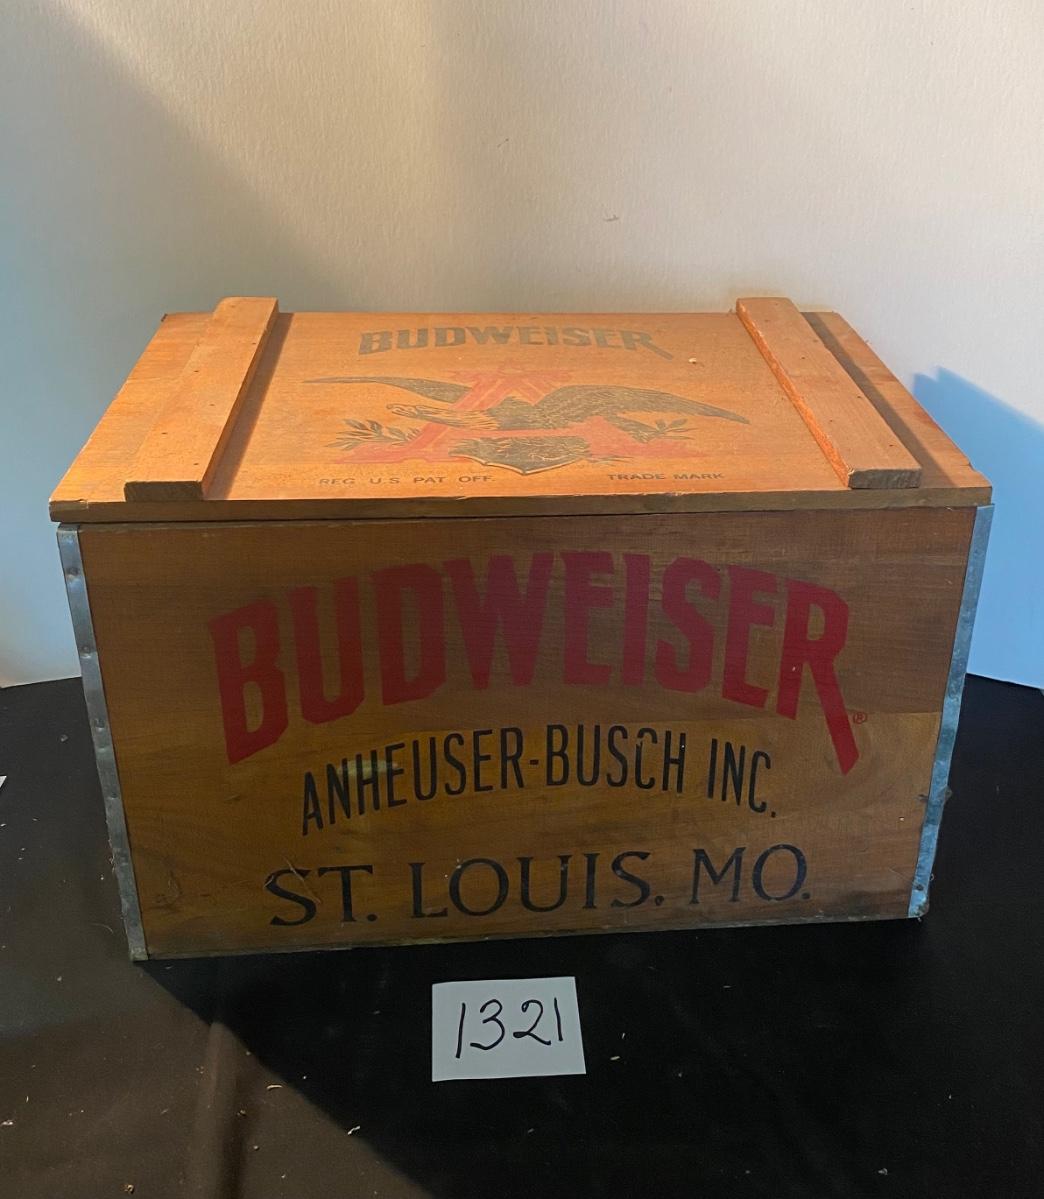 BUDWEISER
REG U.S PAT OFF. TRADE MARK
BUDWEISER®
ANHEUSER-BUSCH INC.
ST. LOUIS. MO.
1321